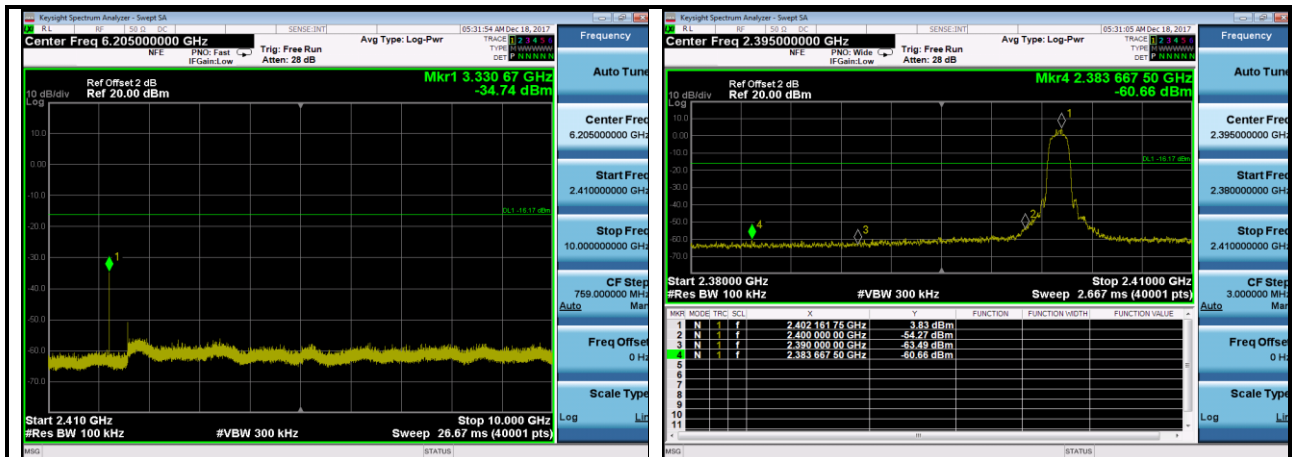 Keysight Spectrum Analyzer - Swept SA
RL RF 50 Ω DC SENSE:INT 05:31:54 AM Dec 18, 2017
Center Freq 6.205000000 GHz
NFE PNO: Fast IFGain:Low
Trig: Free Run
Atten: 28 dB
Avg Type: Log-Pwr
TRACE 1 2 3 4 5 6
TYPE M WWWWW
DET P N N N N N
Ref Offset 2 dB
Ref 20.00 dBm
10 dB/div
Log
Mkr1 3.330 67 GHz
-34.74 dBm
10.0
0.00
-10.0
DL1 -16.17 dBm
-20.0
-30.0
1
-40.0
-50.0
-60.0
-70.0
Start 2.410 GHz
Stop 10.000 GHz
#Res BW 100 kHz
#VBW 300 kHz
Sweep 26.67 ms (40001 pts)
MSG
STATUS
Frequency
Auto Tune
Center Freq
6.205000000 GHz
Start Freq
2.410000000 GHz
Stop Freq
10.000000000 GHz
CF Step
759.000000 MHz
Auto Man
Freq Offset
0 Hz
Scale Type
Log Lin
Keysight Spectrum Analyzer - Swept SA
RL RF 50 Ω DC SENSE:INT 05:31:05 AM Dec 18, 2017
Center Freq 2.395000000 GHz
NFE PNO: Wide IFGain:Low
Trig: Free Run
Atten: 28 dB
Avg Type: Log-Pwr
TRACE 1 2 3 4 5 6
TYPE M WWWWW
DET P N N N N N
Ref Offset 2 dB
Ref 20.00 dBm
10 dB/div
Log
Mkr4 2.383 667 50 GHz
-60.66 dBm
10.0
1
0.00
-10.0
DL1 -16.17 dBm
-20.0
-30.0
-40.0
-50.0
2
3
4
-60.0
-70.0
Start 2.38000 GHz
Stop 2.41000 GHz
#Res BW 100 kHz
#VBW 300 kHz
Sweep 2.667 ms (40001 pts)
MKR MODE TRC SCL X Y FUNCTION FUNCTION WIDTH FUNCTION VALUE
1 N 1 f 2.402 161 75 GHz 3.83 dBm
2 N 1 f 2.400 000 00 GHz -54.27 dBm
3 N 1 f 2.390 000 00 GHz -63.49 dBm
4 N 1 f 2.383 667 50 GHz -60.66 dBm
5
6
7
8
9
10
11
MSG
STATUS
Frequency
Auto Tune
Center Freq
2.395000000 GHz
Start Freq
2.380000000 GHz
Stop Freq
2.410000000 GHz
CF Step
3.000000 MHz
Auto Man
Freq Offset
0 Hz
Scale Type
Log Lin